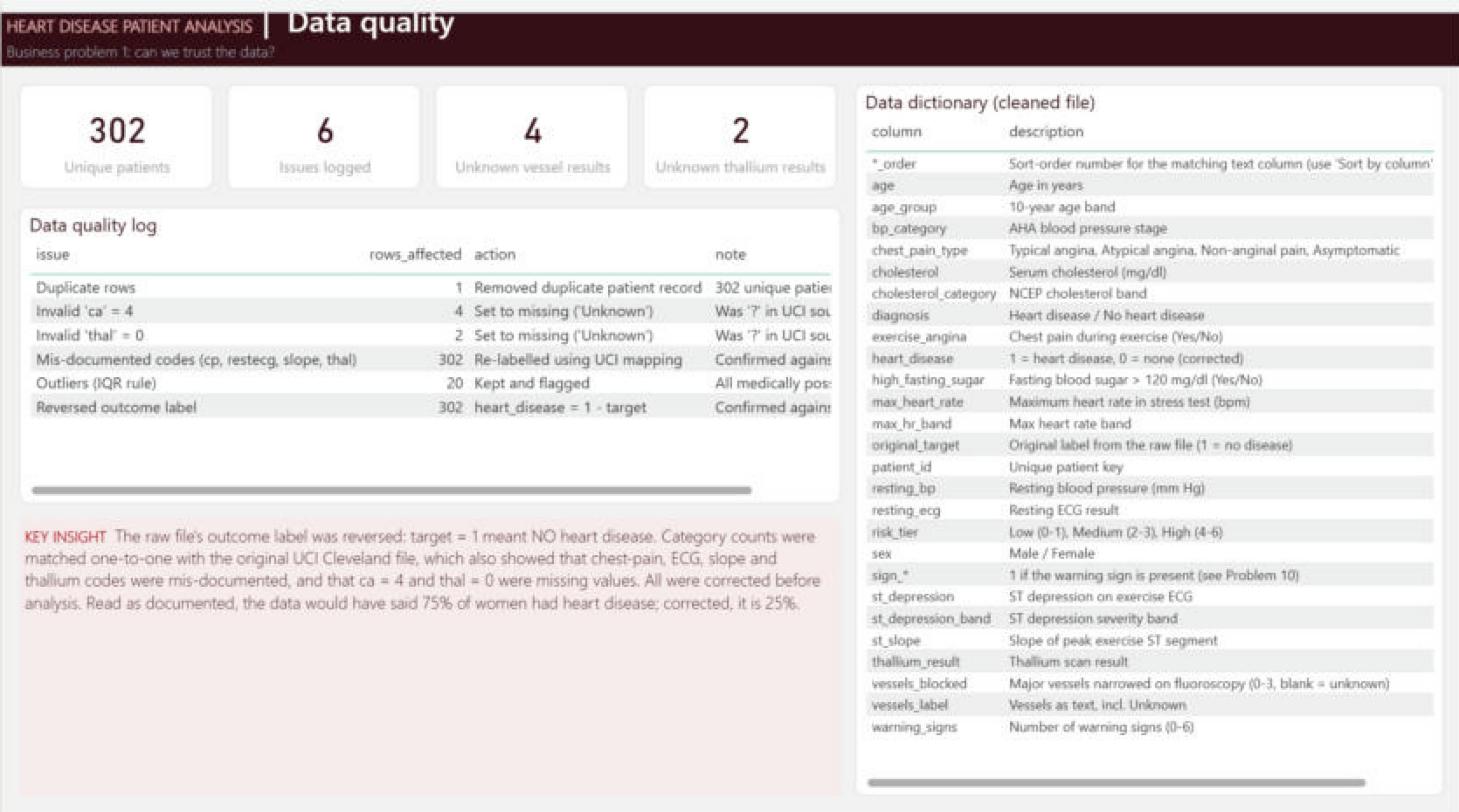 HEART DISEASE PATIENT ANALYSIS | Data quality
Business problem 1: can we trust the data?
302
Unique patients
6
Issues logged
4
Unknown vessel results
2
Unknown thallium results
Data quality log
issue rows_affected action note
Duplicate rows 1 Removed duplicate patient record 302 unique
Invalid 'ca' = 4 4 Set to missing ('Unknown') Was '?' in UCI
Invalid 'thal' = 0 2 Set to missing ('Unknown') Was '?' in UCI
Mis-documented codes (cp, restecg, slope, thal) 302 Re-labelled using UCI mapping Confirmed
Outliers (IQR rule) 20 Kept and flagged All medically
Reversed outcome label 302 heart_disease = 1 - target Confirmed
KEY INSIGHT The raw file's outcome label was reversed: target = 1 meant NO heart disease. Category counts were
matched one-to-one with the original UCI Cleveland file, which also showed that chest-pain, ECG, slope and
thallium codes were mis-documented, and that ca = 4 and thal = 0 were missing values. All were corrected before
analysis. Read as documented, the data would have said 75% of women had heart disease; corrected, it is 25%.
Data dictionary (cleaned file)
column description
*_order Sort-order number for the matching text column (use 'Sort by column'
age Age in years
age_group 10-year age band
bp_category AHA blood pressure stage
chest_pain_type Typical angina, Atypical angina, Non-anginal pain, Asymptomatic
cholesterol Serum cholesterol (mg/dl)
cholesterol_category NCEP cholesterol band
diagnosis Heart disease / No heart disease
exercise_angina Chest pain during exercise (Yes/No)
heart_disease 1 = heart disease, 0 = none (corrected)
high_fasting_sugar Fasting blood sugar > 120 mg/dl (Yes/No)
max_heart_rate Maximum heart rate in stress test (bpm)
max_hr_band Max heart rate band
original_target Original label from the raw file (1 = no disease)
patient_id Unique patient key
resting_bp Resting blood pressure (mm Hg)
resting_ecg Resting ECG result
risk_tier Low (0-1), Medium (2-3), High (4-6)
sex Male / Female
sign_* 1 if the warning sign is present (see Problem 10)
st_depression ST depression on exercise ECG
st_depression_band ST depression severity band
st_slope Slope of peak exercise ST segment
thallium_result Thallium scan result
vessels_blocked Major vessels narrowed on fluoroscopy (0-3, blank = unknown)
vessels_label Vessels as text, incl. Unknown
warning_signs Number of warning signs (0-6)